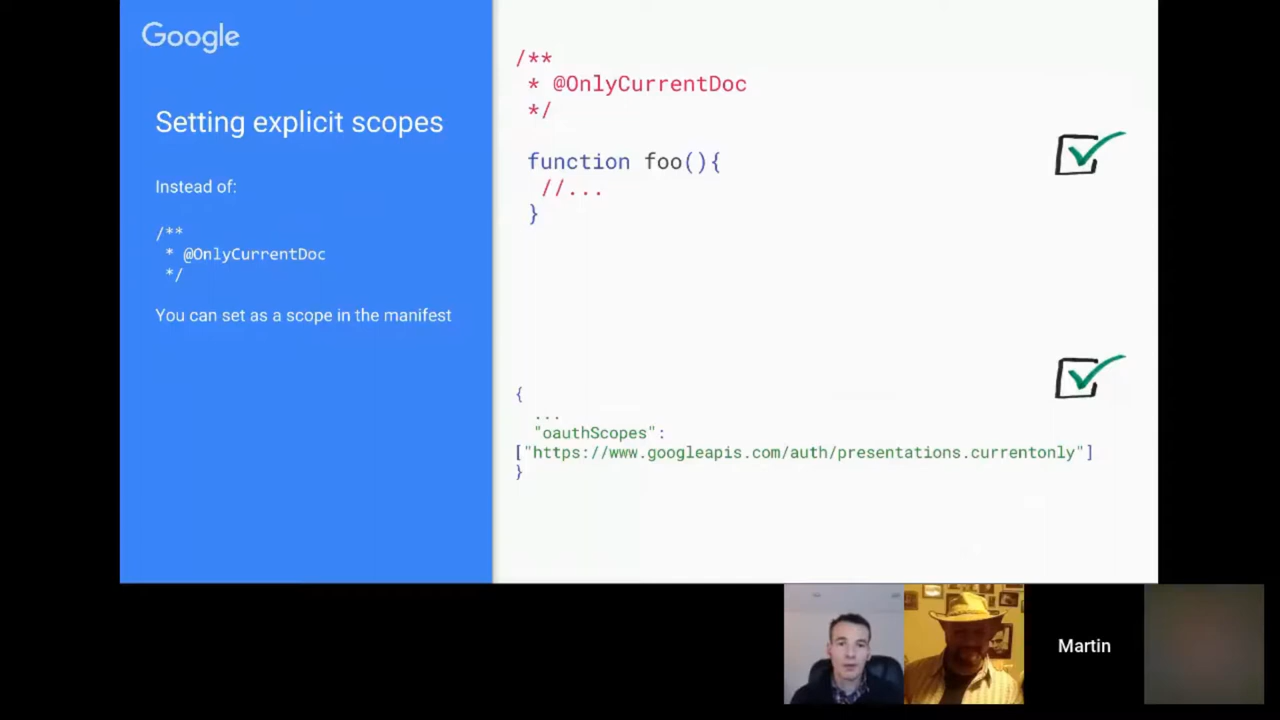 Google
Setting explicit scopes
Instead of:
/**
* @OnlyCurrentDoc
*/
You can set as a scope in the manifest
/**
* @OnlyCurrentDoc
*/
function foo(){
//...
}
{
...
"oauthScopes":
["https://www.googleapis.com/auth/presentations.currentonly"]
}
Martin